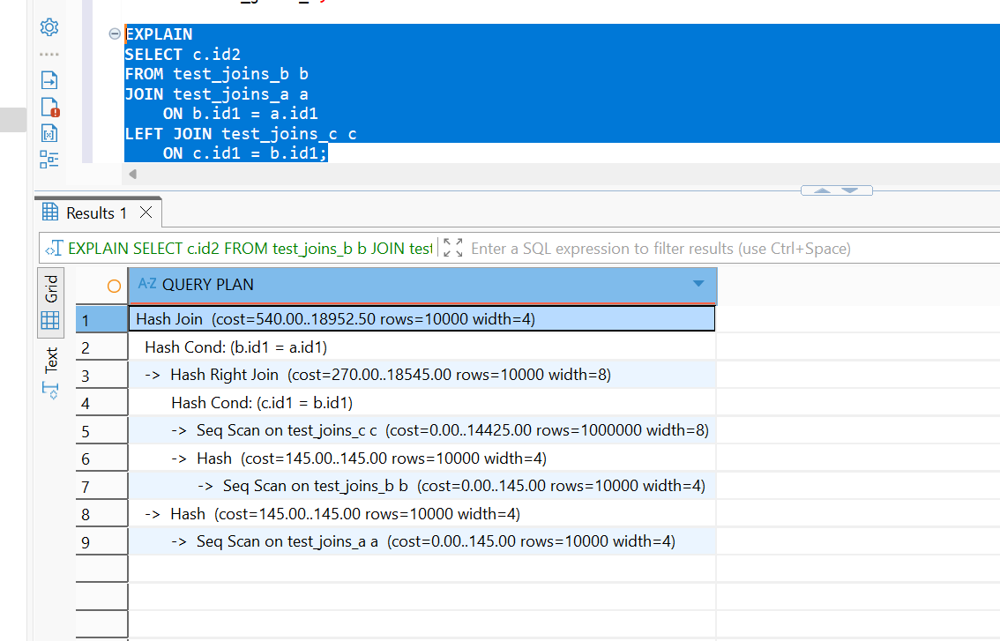 EXPLAIN
SELECT c.id2
FROM test_joins_b b
JOIN test_joins_a a
ON b.id1 = a.id1
LEFT JOIN test_joins_c c
ON c.id1 = b.id1;
Results 1
EXPLAIN SELECT c.id2 FROM test_joins_b b JOIN test
Enter a SQL expression to filter results (use Ctrl+Space)
Grid
Text
A-Z QUERY PLAN
1 Hash Join (cost=540.00..18952.50 rows=10000 width=4)
2 Hash Cond: (b.id1 = a.id1)
3 -> Hash Right Join (cost=270.00..18545.00 rows=10000 width=8)
4 Hash Cond: (c.id1 = b.id1)
5 -> Seq Scan on test_joins_c c (cost=0.00..14425.00 rows=1000000 width=8)
6 -> Hash (cost=145.00..145.00 rows=10000 width=4)
7 -> Seq Scan on test_joins_b b (cost=0.00..145.00 rows=10000 width=4)
8 -> Hash (cost=145.00..145.00 rows=10000 width=4)
9 -> Seq Scan on test_joins_a a (cost=0.00..145.00 rows=10000 width=4)